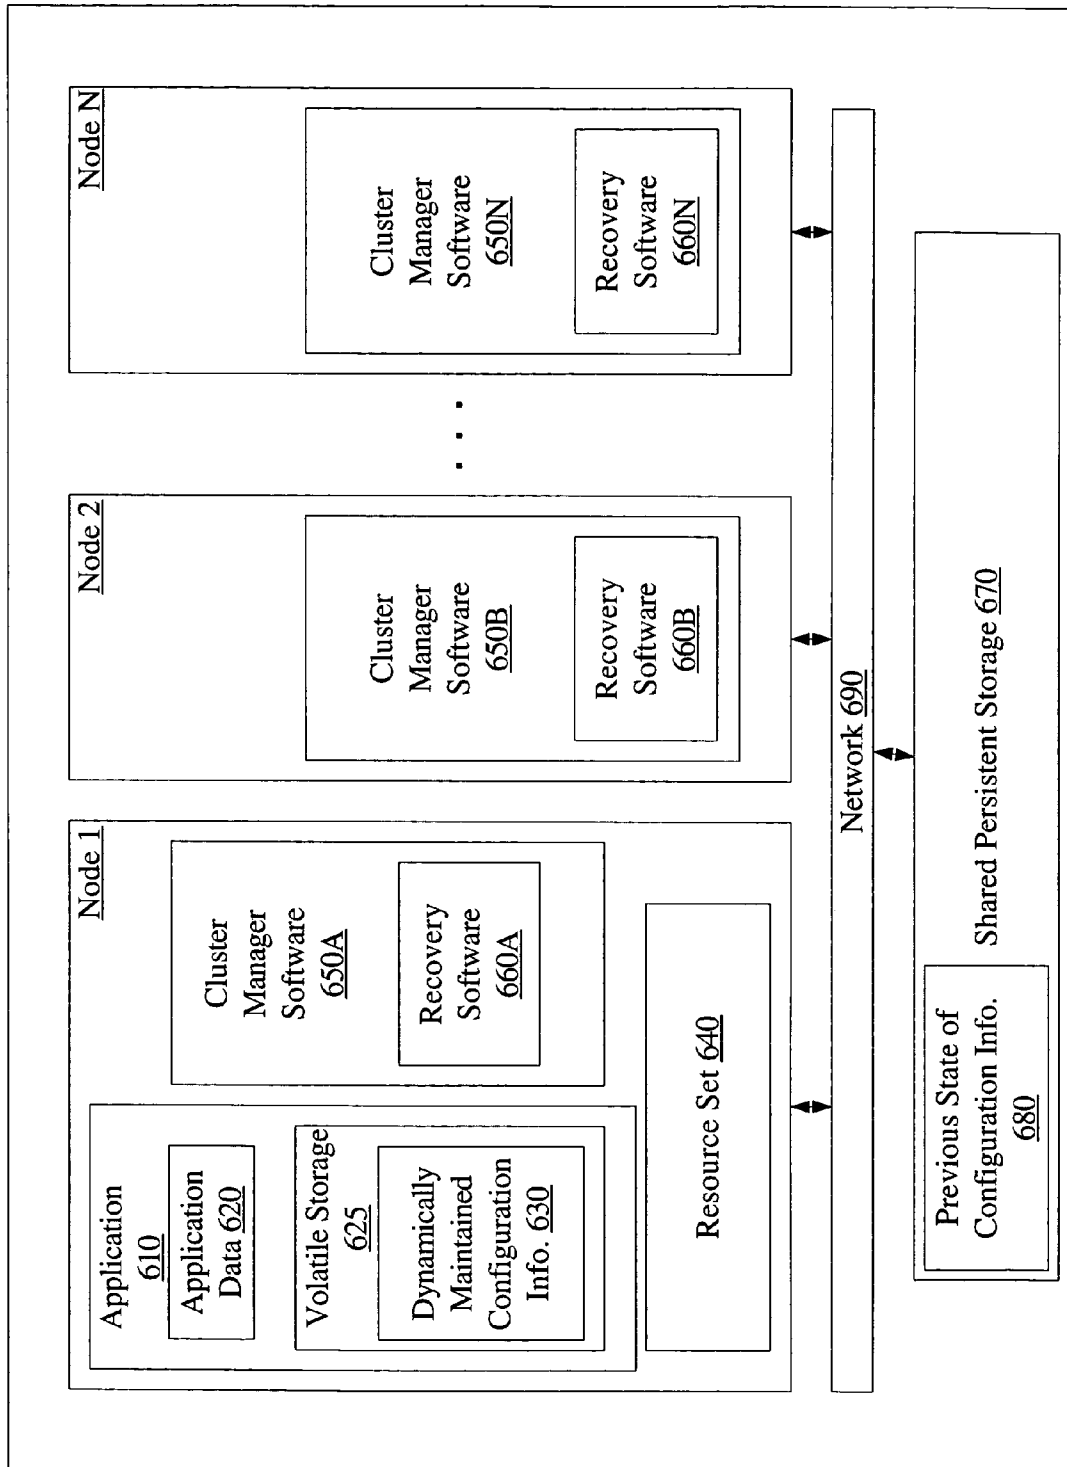 Node 1
Application
610
Application
Data 620
Volatile Storage
625
Dynamically
Maintained
Configuration
Info. 630
Cluster
Manager
Software
650A
Recovery
Software
660A
Resource Set 640
Node 2
Cluster
Manager
Software
650B
Recovery
Software
660B
. . .
Node N
Cluster
Manager
Software
650N
Recovery
Software
660N
Network 690
Previous State of
Configuration Info.
680
Shared Persistent Storage 670